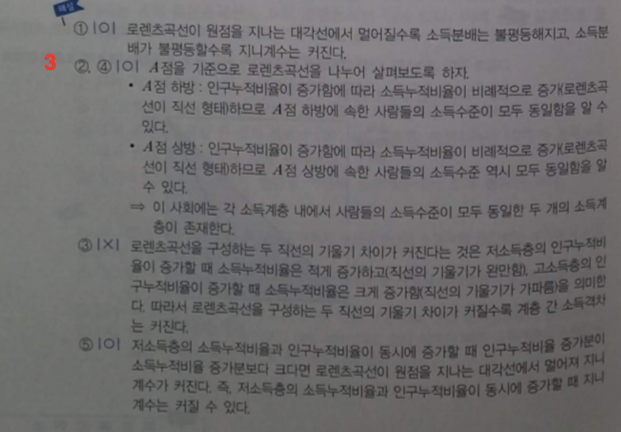 해설
① |O| 로렌츠곡선이 원점을 지나는 대각선에서 멀어질수록 소득분배는 불평등해지고, 소득분
배가 불평등할수록 지니계수는 커진다.
3
②, ④ |O| A점을 기준으로 로렌츠곡선을 나누어 살펴보도록 하자.
• A점 하방 : 인구누적비율이 증가함에 따라 소득누적비율이 비례적으로 증가(로렌츠곡
선이 직선 형태)하므로 A점 하방에 속한 사람들의 소득수준이 모두 동일함을 알 수
있다.
• A점 상방 : 인구누적비율이 증가함에 따라 소득누적비율이 비례적으로 증가(로렌츠곡
선이 직선 형태)하므로 A점 상방에 속한 사람들의 소득수준 역시 모두 동일함을 알
수 있다.
⇒ 이 사회에는 각 소득계층 내에서 사람들의 소득수준이 모두 동일한 두 개의 소득계
층이 존재한다.
③ |X| 로렌츠곡선을 구성하는 두 직선의 기울기 차이가 커진다는 것은 저소득층의 인구누적비
율이 증가할 때 소득누적비율은 적게 증가하고(직선의 기울기가 완만함), 고소득층의 인
구누적비율이 증가할 때 소득누적비율은 크게 증가함(직선의 기울기가 가파름)을 의미한
다. 따라서 로렌츠곡선을 구성하는 두 직선의 기울기 차이가 커질수록 계층 간 소득격차
는 커진다.
⑤ |O| 저소득층의 소득누적비율과 인구누적비율이 동시에 증가할 때 인구누적비율 증가분이
소득누적비율 증가분보다 크다면 로렌츠곡선이 원점을 지나는 대각선에서 멀어져 지니
계수가 커진다. 즉, 저소득층의 소득누적비율과 인구누적비율이 동시에 증가할 때 지니
계수는 커질 수 있다.